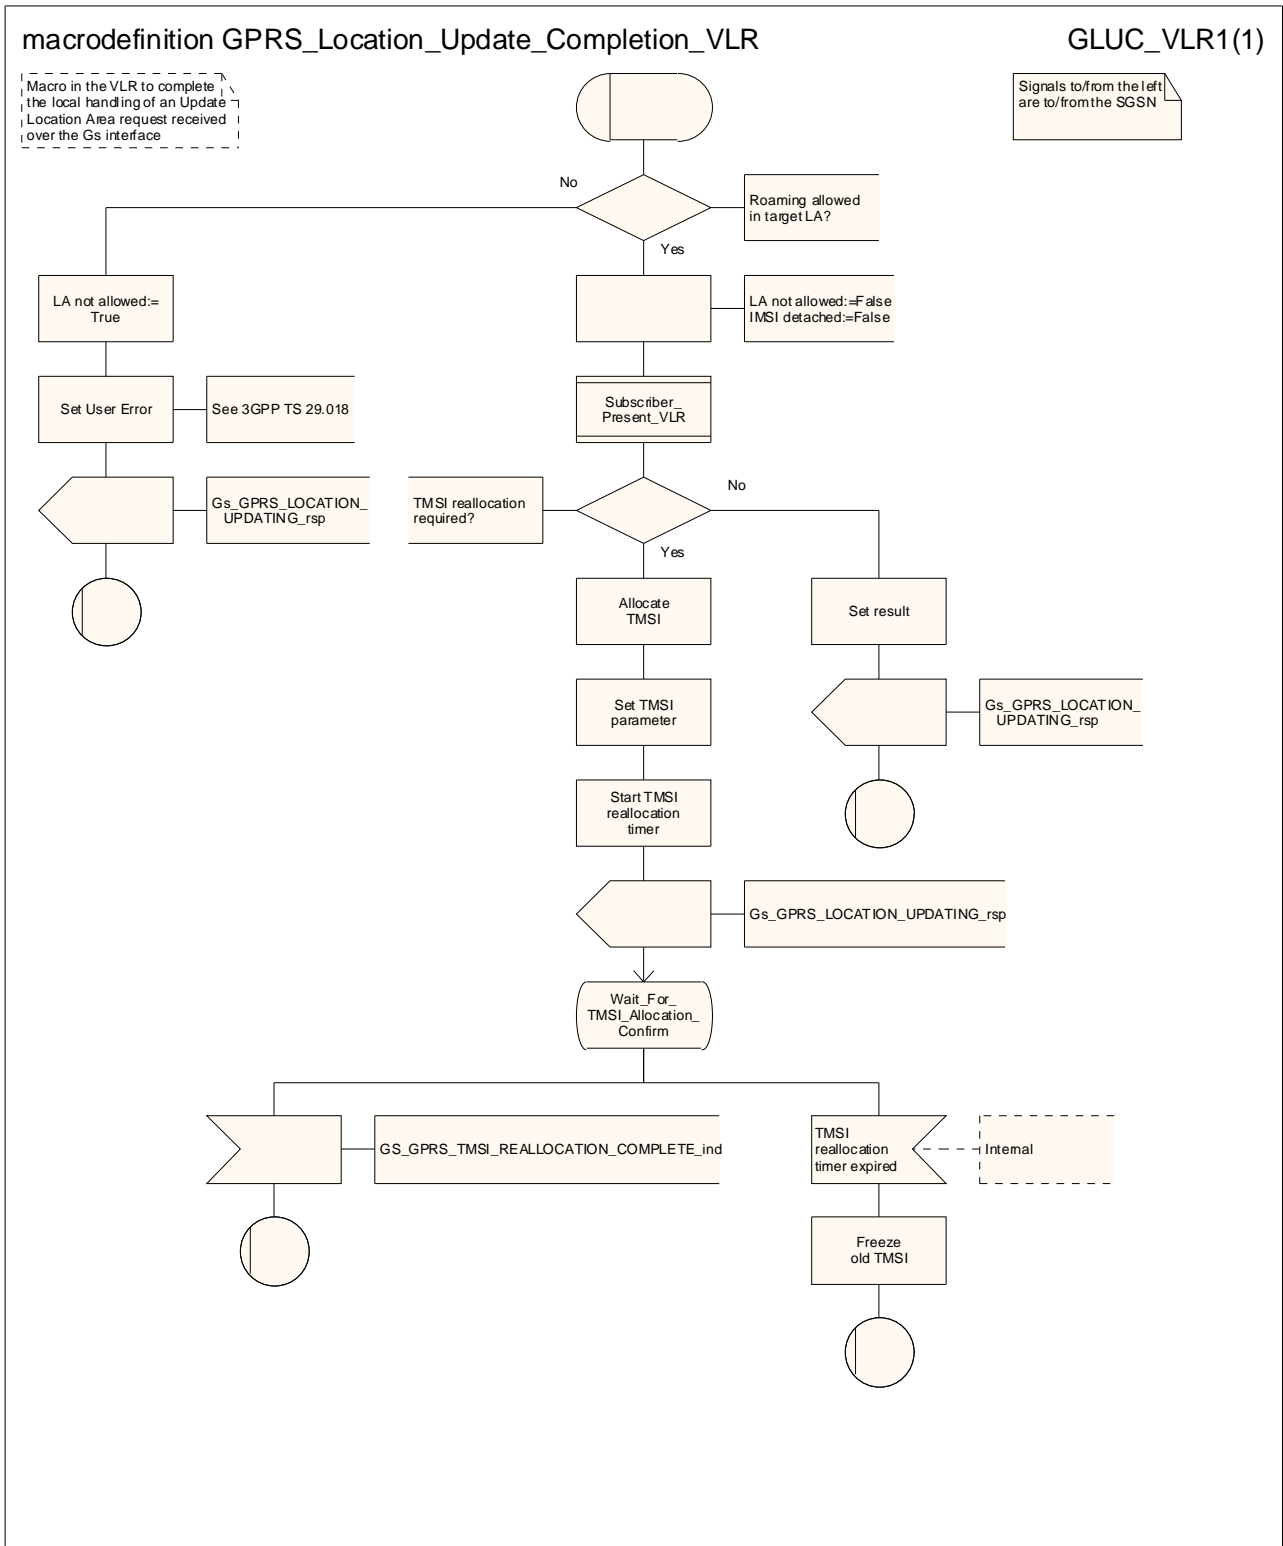 macrodefinition GPRS_Location_Update_Completion_VLR
GLUC_VLR1(1)
Macro in the VLR to complete
the local handling of an Update
Location Area request received
over the Gs interface
Signals to/from the left
are to/from the SGSN
No
Roaming allowed
in target LA?
Yes
LA not allowed:=
True
LA not allowed:=False
IMSI detached:=False
Set User Error
See 3GPP TS 29.018
Subscriber_
Present_VLR
Gs_GPRS_LOCATION_
UPDATING_rsp
TMSI reallocation
required?
No
Yes
Allocate
TMSI
Set result
Set TMSI
parameter
Gs_GPRS_LOCATION_
UPDATING_rsp
Start TMSI
reallocation
timer
Gs_GPRS_LOCATION_UPDATING_rsp
Wait_For_
TMSI_Allocation_
Confirm
GS_GPRS_TMSI_REALLOCATION_COMPLETE_ind
TMSI
reallocation
timer expired
Internal
Freeze
old TMSI